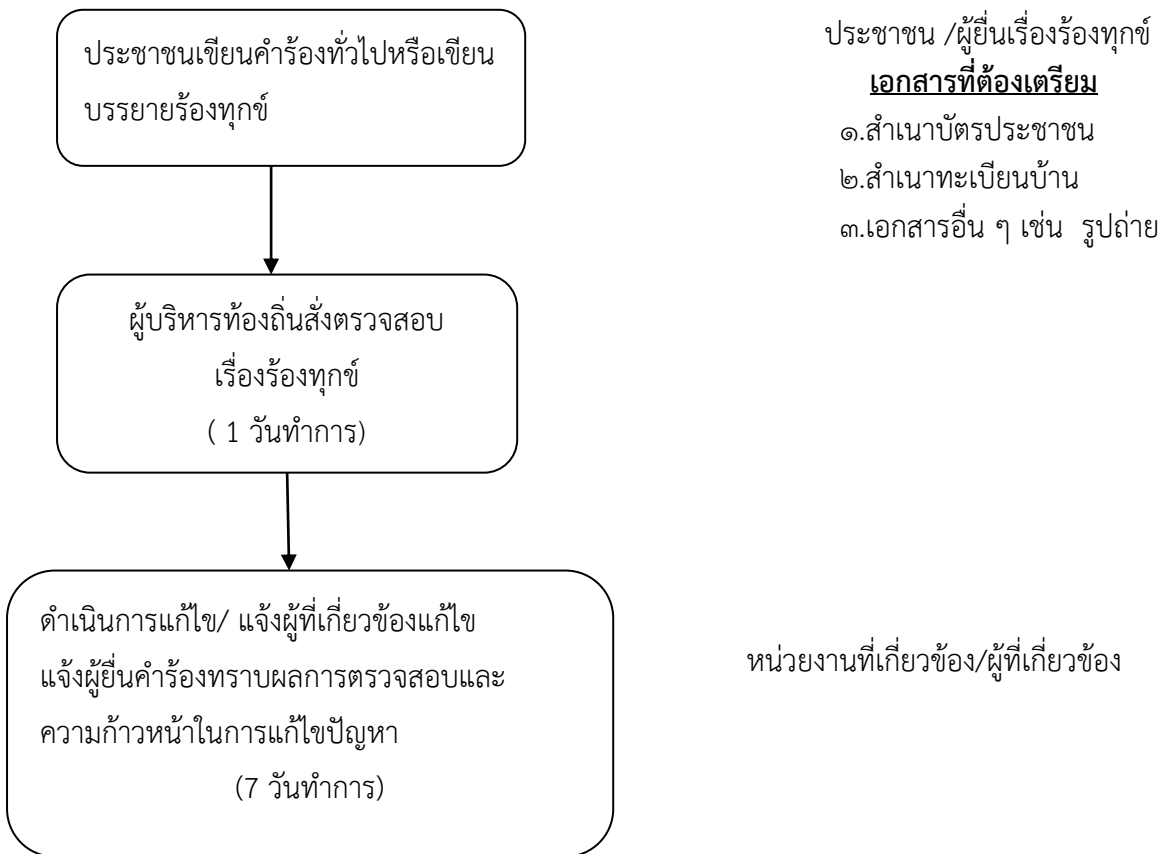 ประชาชนเขียนคำร้องทั่วไปหรือเขียน
บรรยายร้องทุกข์
ประชาชน /ผู้ยื่นเรื่องร้องทุกข์
เอกสารที่ต้องเตรียม
๑.สำเนาบัตรประชาชน
๒.สำเนาทะเบียนบ้าน
๓.เอกสารอื่น ๆ เช่น รูปถ่าย
ผู้บริหารท้องถิ่นสั่งตรวจสอบ
เรื่องร้องทุกข์
( 1 วันทำการ)
ดำเนินการแก้ไข/ แจ้งผู้ที่เกี่ยวข้องแก้ไข
แจ้งผู้ยื่นคำร้องทราบผลการตรวจสอบและ
ความก้าวหน้าในการแก้ไขปัญหา
(7 วันทำการ)
หน่วยงานที่เกี่ยวข้อง/ผู้ที่เกี่ยวข้อง